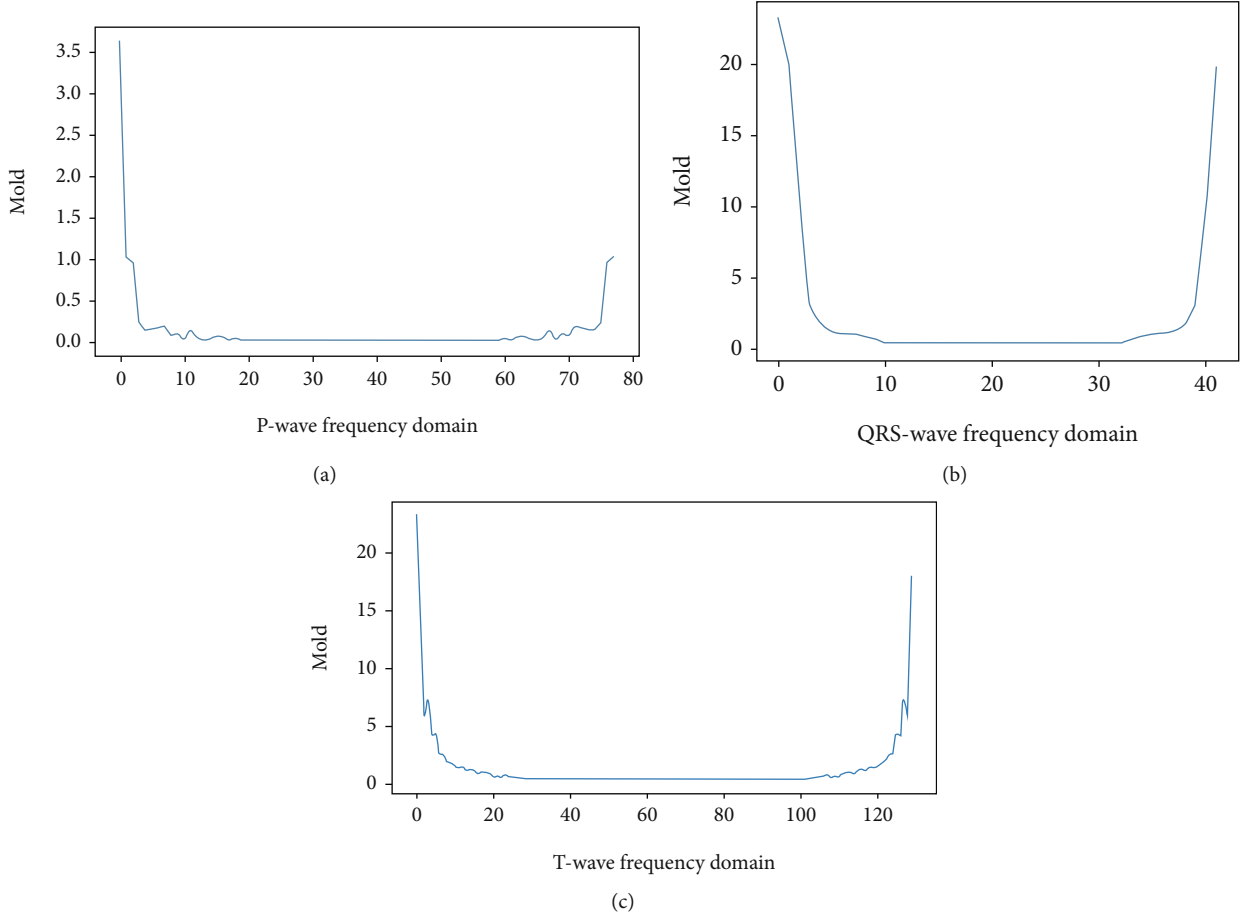 3.5
3.0
2.5
2.0
1.5
1.0
0.5
0.0
Mold
0 10 20 30 40 50 60 70 80
P-wave frequency domain
(a)
20
15
10
5
0
Mold
0 10 20 30 40
QRS-wave frequency domain
(b)
20
15
10
5
0
Mold
0 20 40 60 80 100 120
T-wave frequency domain
(c)